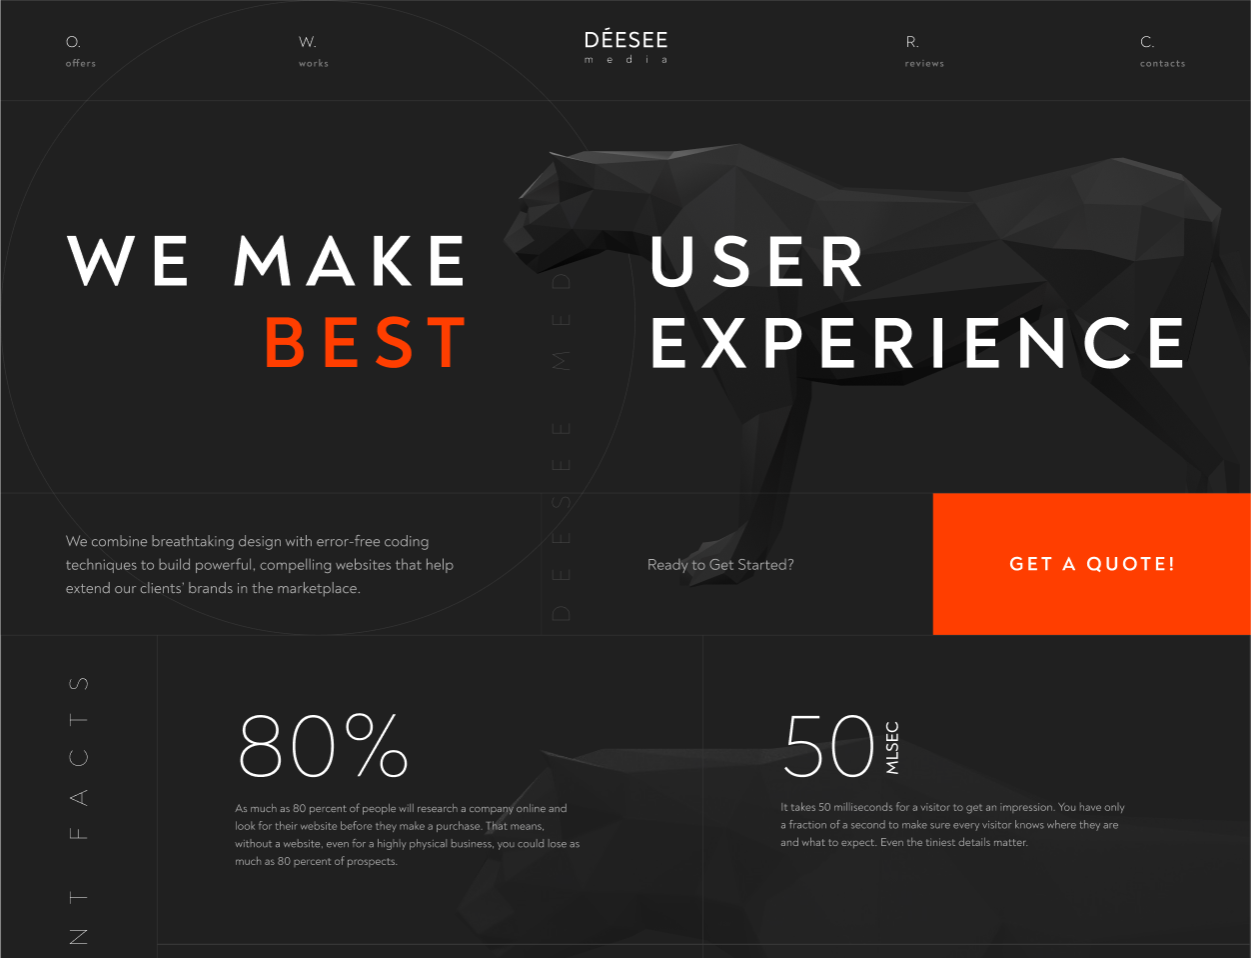 O.
offers
W.
works
DÉESEE
media
R.
reviews
C.
contacts
WE MAKE
BEST
USER
EXPERIENCE
DEESEE MED
We combine breathtaking design with error-free coding
techniques to build powerful, compelling websites that help
extend our clients' brands in the marketplace.
Ready to Get Started?
GET A QUOTE!
NT FACTS
80%
As much as 80 percent of people will research a company online and
look for their website before they make a purchase. That means,
without a website, even for a highly physical business, you could lose as
much as 80 percent of prospects.
50 MLSEC
It takes 50 milliseconds for a visitor to get an impression. You have only
a fraction of a second to make sure every visitor knows where they are
and what to expect. Even the tiniest details matter.